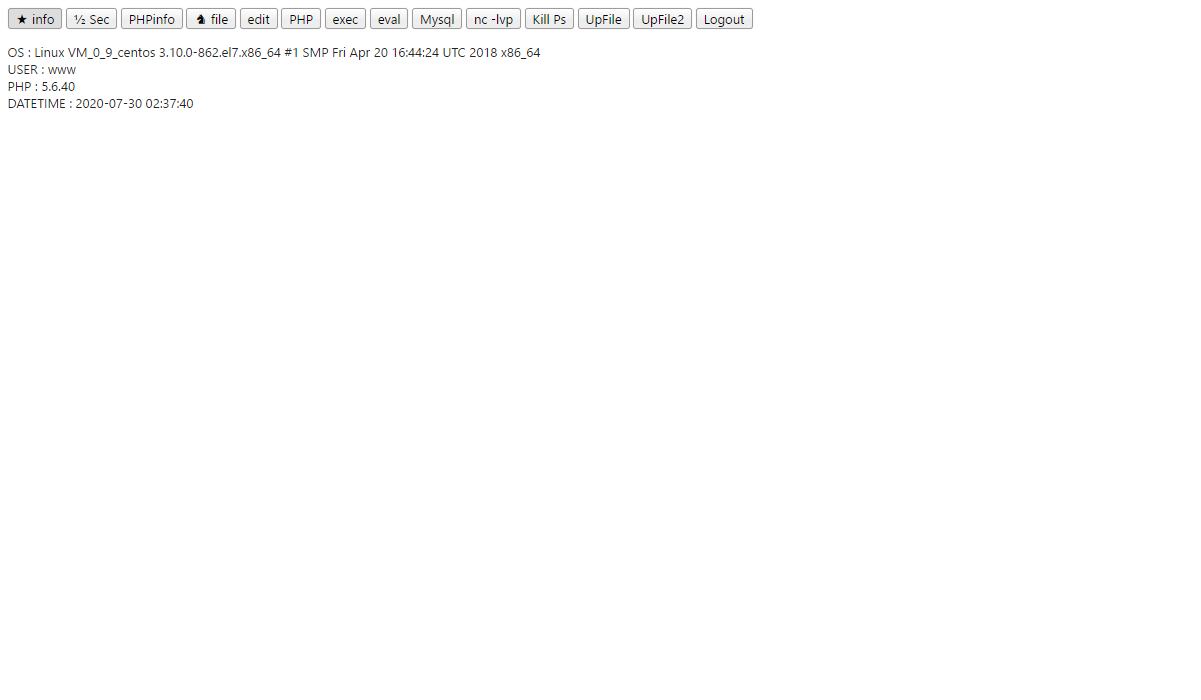 ★ info ½ Sec PHPinfo ♞ file edit PHP exec eval Mysql nc -lvp Kill Ps UpFile UpFile2 Logout
OS : Linux VM_0_9_centos 3.10.0-862.el7.x86_64 #1 SMP Fri Apr 20 16:44:24 UTC 2018 x86_64
USER : www
PHP : 5.6.40
DATETIME : 2020-07-30 02:37:40